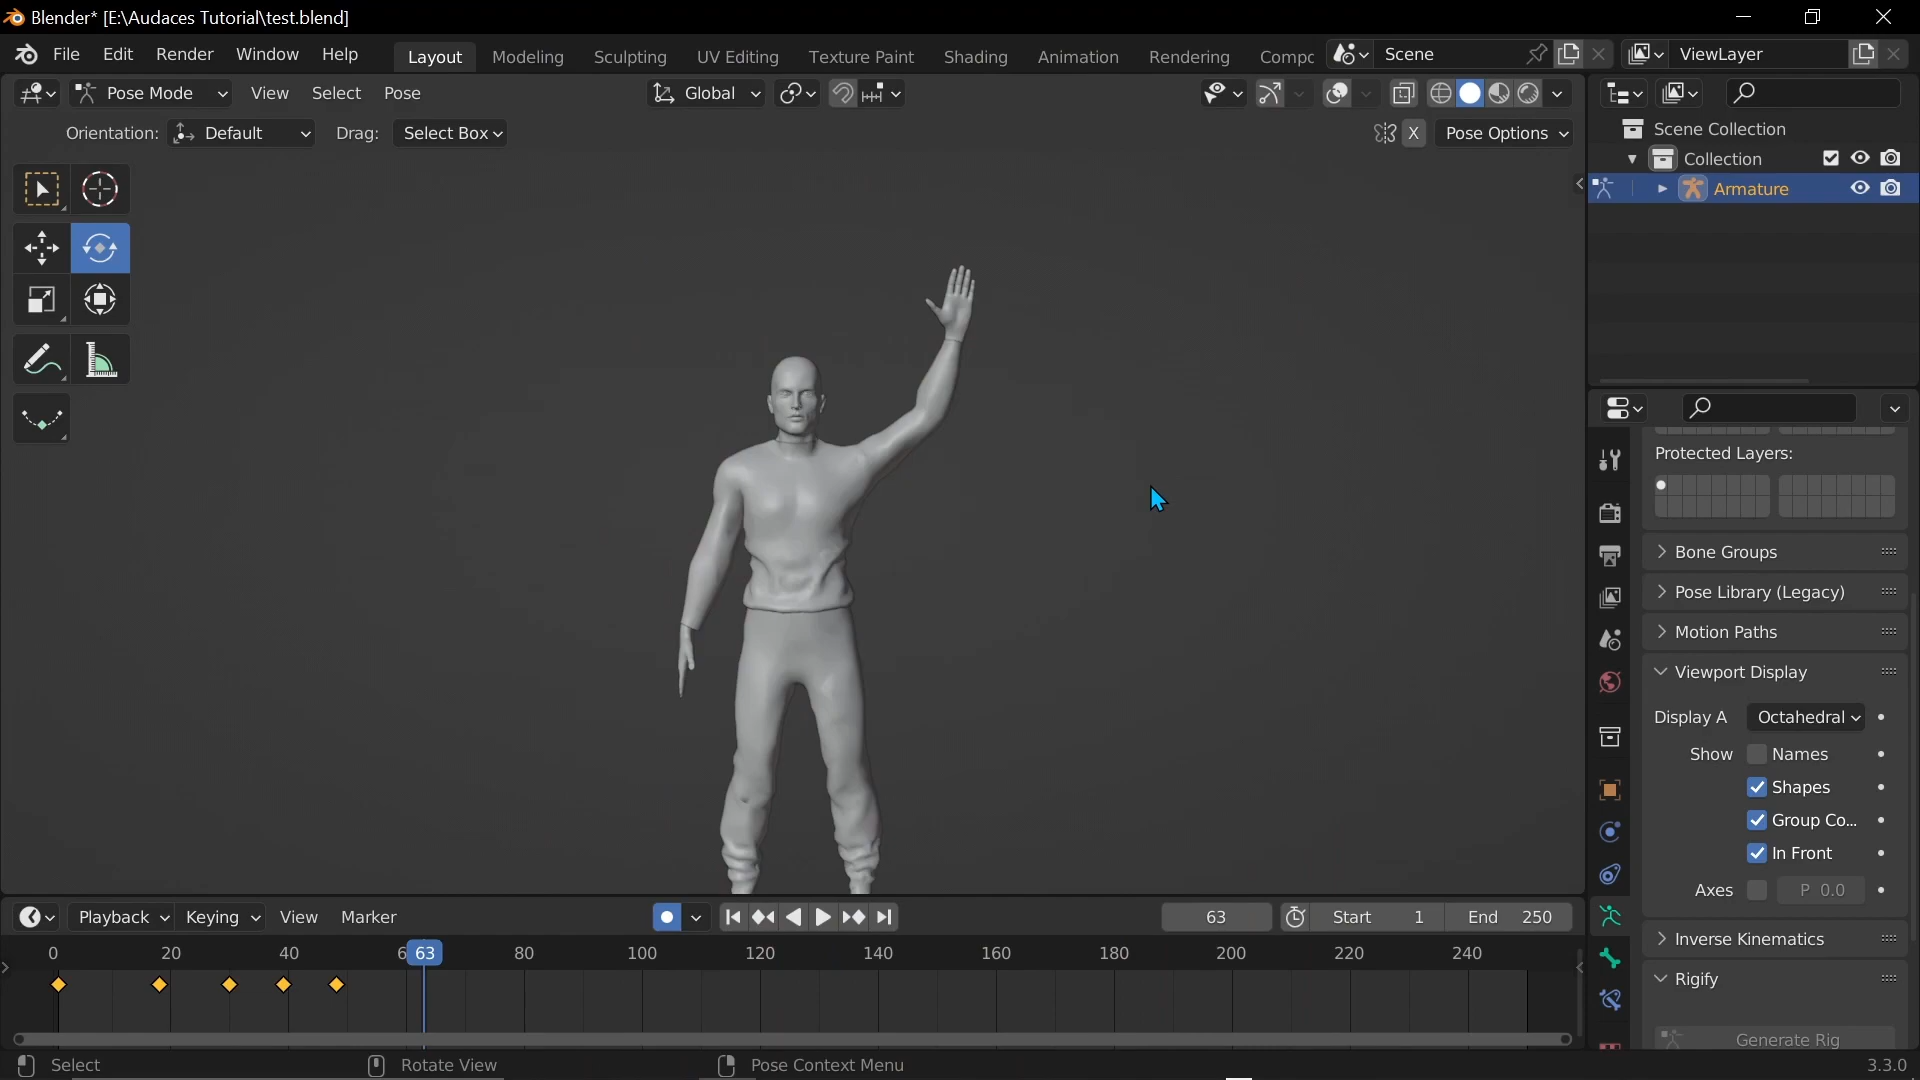 Blender* [E:\Audaces Tutorial\test.blend]
File Edit Render Window Help Layout Modeling Sculpting UV Editing Texture Paint Shading Animation Rendering Compc Scene ViewLayer
Pose Mode View Select Pose Global
Orientation: Default Drag: Select Box X Pose Options
Scene Collection
Collection
Armature
Protected Layers:
Bone Groups
Pose Library (Legacy)
Motion Paths
Viewport Display
Display A Octahedral
Show Names
Shapes
Group Co...
In Front
Axes P 0.0
Inverse Kinematics
Rigify
Generate Rig
Playback Keying View Marker 63 Start 1 End 250
0 20 40 6 63 80 100 120 140 160 180 200 220 240
Select Rotate View Pose Context Menu 3.3.0